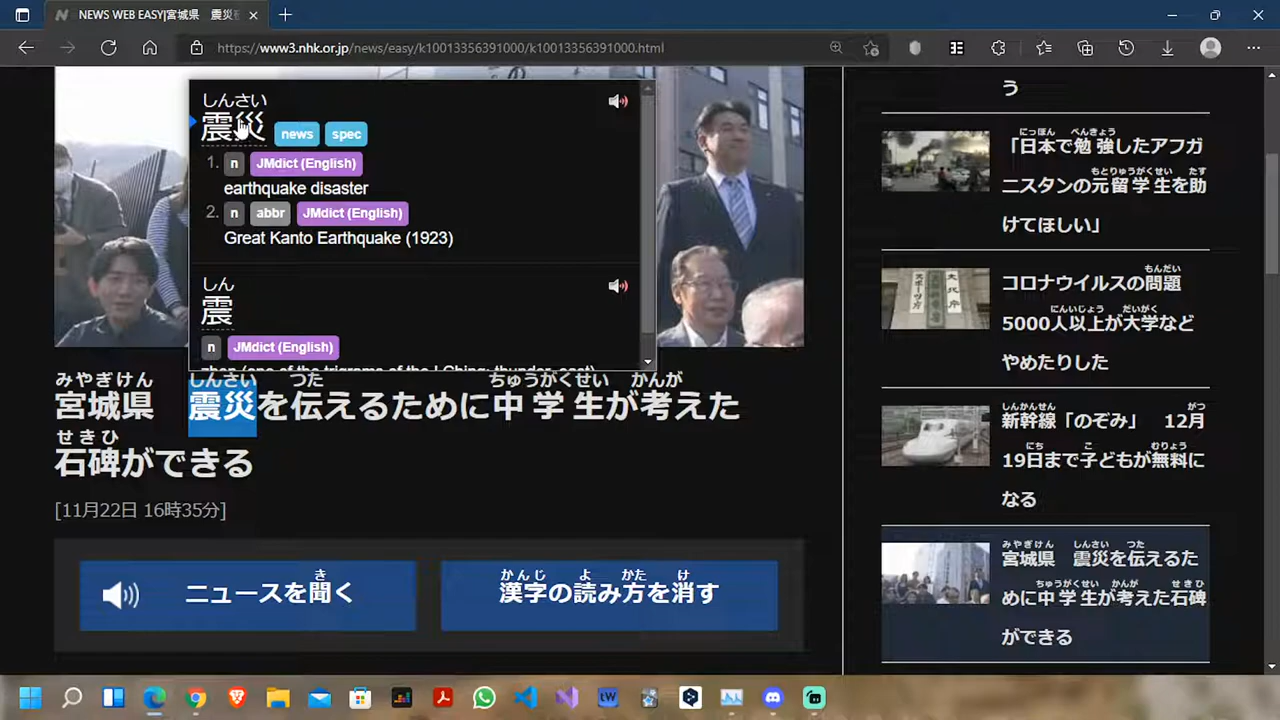 NEWS WEB EASY|宮城県 震災
https://www3.nhk.or.jp/news/easy/k10013356391000/k10013356391000.html
しんさい
震災 news spec
1. n JMdict (English)
earthquake disaster
2. n abbr JMdict (English)
Great Kanto Earthquake (1923)
しん
震
n JMdict (English)
zhen (one of the trigrams of the I Ching: thunder, east)
みやぎけん しんさい つた ちゅうがくせい かんが
宮城県 震災を伝えるために中学生が考えた
せきひ
石碑ができる
[11月22日 16時35分]
き
ニュースを聞く
かんじ よ かた け
漢字の読み方を消す
う
にっぽん べんきょう
「日本で勉強したアフガ
もとりゅうがくせい たす
ニスタンの元留学生を助
けてほしい」
もんだい
コロナウイルスの問題
にんいじょう だいがく
5000人以上が大学など
やめたりした
しんかんせん がつ
新幹線「のぞみ」 12月
にち こ むりょう
19日まで子どもが無料に
なる
みやぎけん しんさい つた
宮城県 震災を伝えるた
ちゅうがくせい かんが せきひ
めに中学生が考えた石碑
ができる